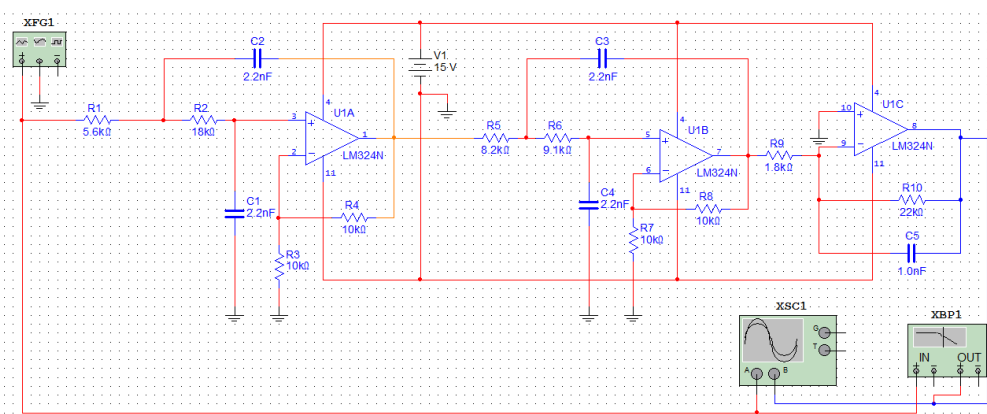 XFG1
C2
2.2nF
R1
5.6kΩ
R2
18kΩ
3
2
4
1
11
U1A
LM324N
C1
2.2nF
R4
10kΩ
R3
10kΩ
V1
15 V
C3
2.2nF
R5
8.2kΩ
R6
9.1kΩ
5
6
4
7
11
U1B
LM324N
C4
2.2nF
R8
10kΩ
R7
10kΩ
R9
1.8kΩ
10
9
4
8
11
U1C
LM324N
R10
22kΩ
C5
1.0nF
XSC1
G
T
A
B
XBP1
IN
OUT